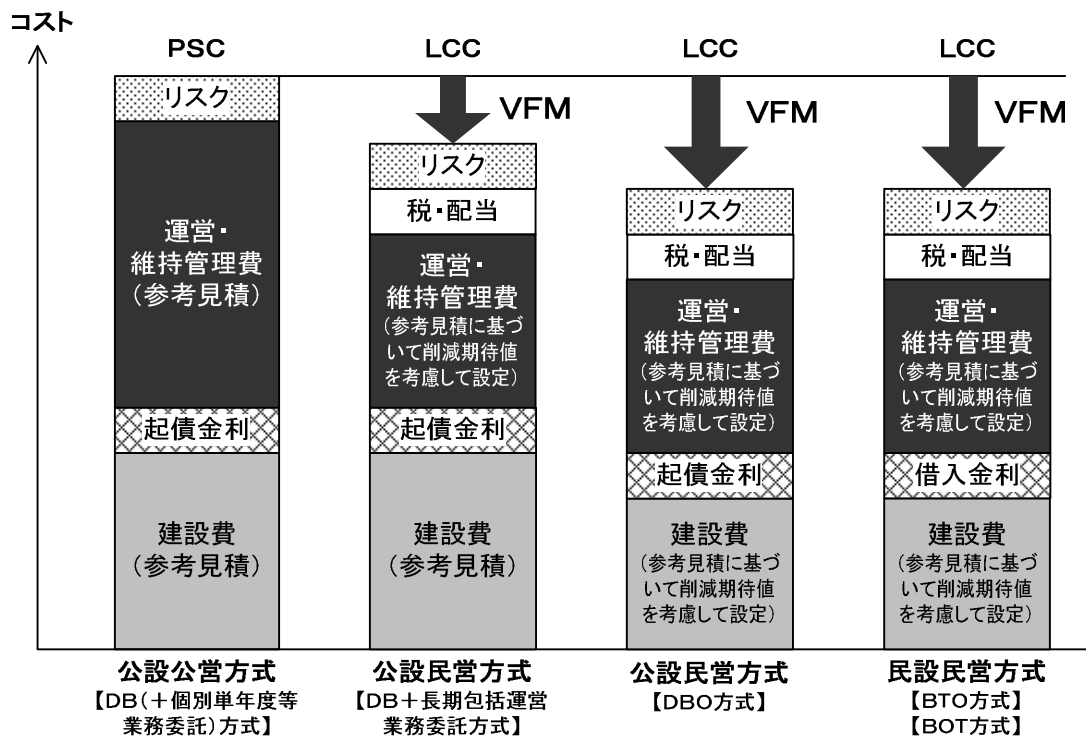 コスト
PSC
LCC
LCC
LCC
VFM
VFM
VFM
リスク
運営・
維持管理費
（参考見積）
起債金利
建設費
（参考見積）
リスク
税・配当
運営・
維持管理費
（参考見積に基づ
いて削減期待値
を考慮して設定）
起債金利
建設費
（参考見積）
リスク
税・配当
運営・
維持管理費
（参考見積に基づ
いて削減期待値
を考慮して設定）
起債金利
建設費
（参考見積に基づ
いて削減期待値
を考慮して設定）
リスク
税・配当
運営・
維持管理費
（参考見積に基づ
いて削減期待値
を考慮して設定）
借入金利
建設費
（参考見積に基づ
いて削減期待値
を考慮して設定）
公設公営方式
【DB（＋個別単年度等
業務委託）方式】
公設民営方式
【DB＋長期包括運営
業務委託方式】
公設民営方式
【DBO方式】
民設民営方式
【BTO方式】
【BOT方式】